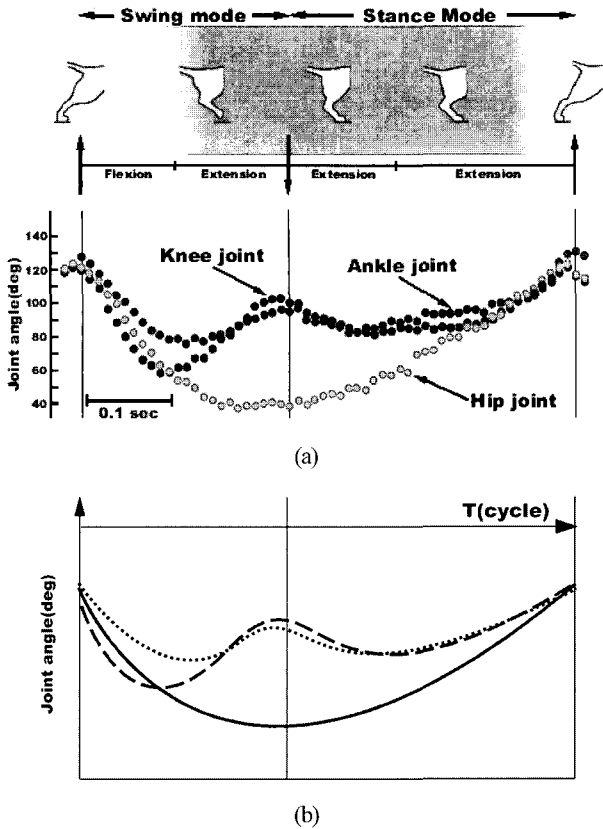 Swing mode Stance Mode
Flexion Extension Extension Extension
Joint angle(deg)
140
120
100
80
60
40
Knee joint
Ankle joint
Hip joint
0.1 sec
(a)
T(cycle)
Joint angle(deg)
(b)